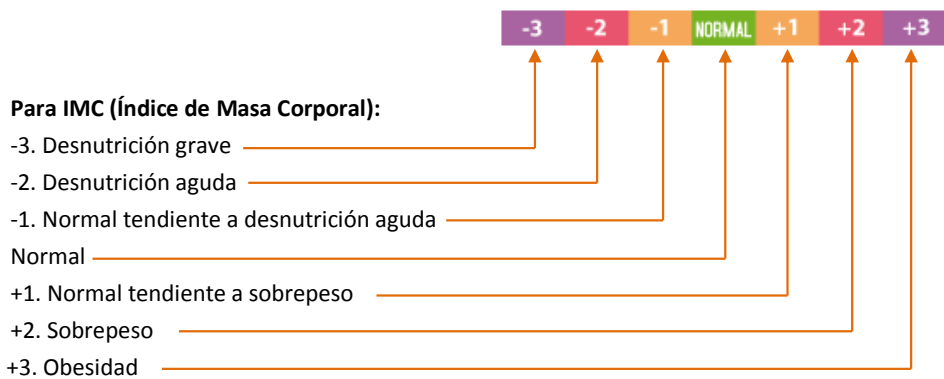 -3 -2 -1 NORMAL +1 +2 +3
Para IMC (Índice de Masa Corporal):
-3. Desnutrición grave
-2. Desnutrición aguda
-1. Normal tendiente a desnutrición aguda
Normal
+1. Normal tendiente a sobrepeso
+2. Sobrepeso
+3. Obesidad